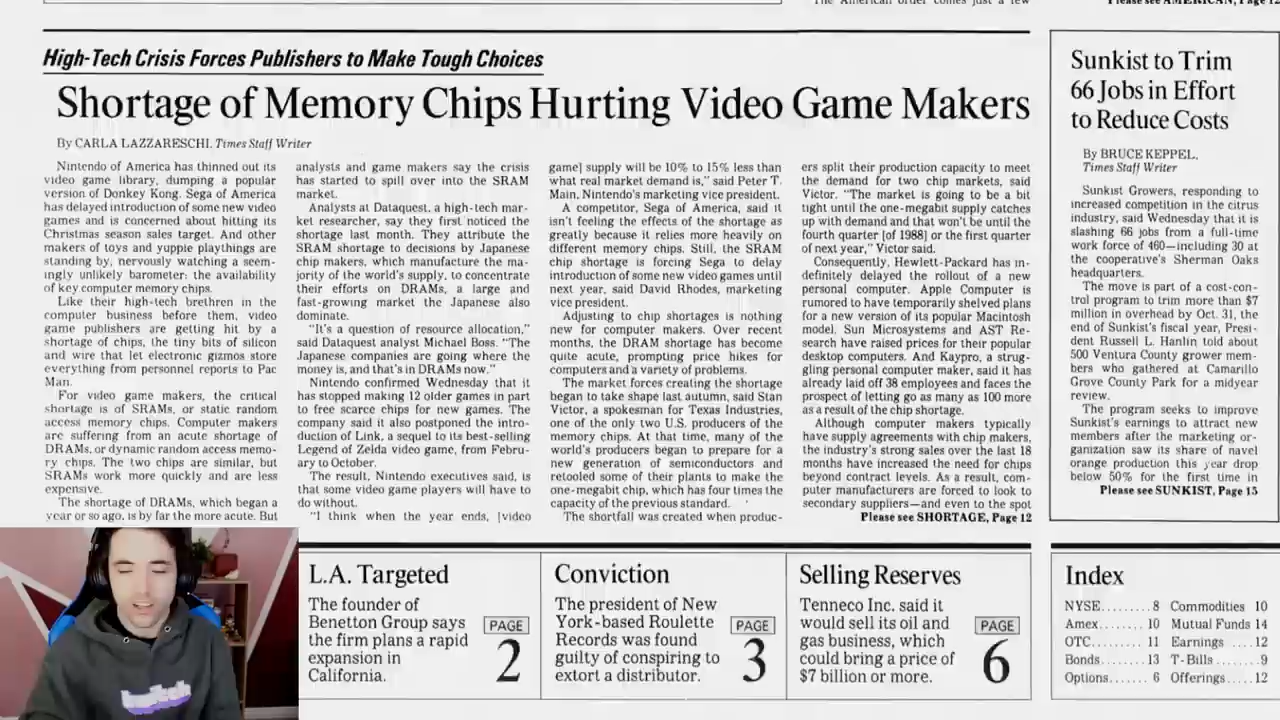 The American order comes just a few
Please see AMERICAN, Page 12
High-Tech Crisis Forces Publishers to Make Tough Choices
Shortage of Memory Chips Hurting Video Game Makers
By CARLA LAZZARESCHI, Times Staff Writer
Nintendo of America has thinned out its
video game library, dumping a popular
version of Donkey Kong. Sega of America
has delayed introduction of some new video
games and is concerned about hitting its
Christmas season sales target. And other
makers of toys and yuppie playthings are
standing by, nervously watching a seem-
ingly unlikely barometer: the availability
of key computer memory chips.
Like their high-tech brethren in the
computer business before them, video
game publishers are getting hit by a
shortage of chips, the tiny bits of silicon
and wire that let electronic gizmos store
everything from personnel reports to Pac
Man.
For video game makers, the critical
shortage is of SRAMs, or static random
access memory chips. Computer makers
are suffering from an acute shortage of
DRAMs, or dynamic random access memo-
ry chips. The two chips are similar, but
SRAMs work more quickly and are less
expensive.
The shortage of DRAMs, which began a
year or so ago, is by far the more acute. But
analysts and game makers say the crisis
has started to spill over into the SRAM
market.
Analysts at Dataquest, a high-tech mar-
ket researcher, say they first noticed the
shortage last month. They attribute the
SRAM shortage to decisions by Japanese
chip makers, which manufacture the ma-
jority of the world's supply, to concentrate
their efforts on DRAMs, a large and
fast-growing market the Japanese also
dominate.
"It's a question of resource allocation,"
said Dataquest analyst Michael Boss. "The
Japanese companies are going where the
money is, and that's in DRAMs now."
Nintendo confirmed Wednesday that it
has stopped making 12 older games in part
to free scarce chips for new games. The
company said it also postponed the intro-
duction of Link, a sequel to its best-selling
Legend of Zelda video game, from Febru-
ary to October.
The result, Nintendo executives said, is
that some video game players will have to
do without.
"I think when the year ends, [video
game] supply will be 10% to 15% less than
what real market demand is," said Peter T.
Main, Nintendo's marketing vice president.
A competitor, Sega of America, said it
isn't feeling the effects of the shortage as
greatly because it relies more heavily on
different memory chips. Still, the SRAM
chip shortage is forcing Sega to delay
introduction of some new video games until
next year, said David Rhodes, marketing
vice president.
Adjusting to chip shortages is nothing
new for computer makers. Over recent
months, the DRAM shortage has become
quite acute, prompting price hikes for
computers and a variety of problems.
The market forces creating the shortage
began to take shape last autumn, said Stan
Victor, a spokesman for Texas Industries,
one of the only two U.S. producers of the
memory chips. At that time, many of the
world's producers began to prepare for a
new generation of semiconductors and
retooled some of their plants to make the
one-megabit chip, which has four times the
capacity of the previous standard.
The shortfall was created when produc-
ers split their production capacity to meet
the demand for two chip markets, said
Victor. "The market is going to be a bit
tight until the one-megabit supply catches
up with demand and that won't be until the
fourth quarter [of 1988] or the first quarter
of next year," Victor said.
Consequently, Hewlett-Packard has in-
definitely delayed the rollout of a new
personal computer. Apple Computer is
rumored to have temporarily shelved plans
for a new version of its popular Macintosh
model. Sun Microsystems and AST Re-
search have raised prices for their popular
desktop computers. And Kaypro, a strug-
gling personal computer maker, said it has
already laid off 38 employees and faces the
prospect of letting go as many as 100 more
as a result of the chip shortage.
Although computer makers typically
have supply agreements with chip makers,
the industry's strong sales over the last 18
months have increased the need for chips
beyond contract levels. As a result, com-
puter manufacturers are forced to look to
secondary suppliers—and even to the spot
Please see SHORTAGE, Page 12
Sunkist to Trim
66 Jobs in Effort
to Reduce Costs
By BRUCE KEPPEL,
Times Staff Writer
Sunkist Growers, responding to
increased competition in the citrus
industry, said Wednesday that it is
slashing 66 jobs from a full-time
work force of 460—including 30 at
the cooperative's Sherman Oaks
headquarters.
The move is part of a cost-con-
trol program to trim more than $7
million in overhead by Oct. 31, the
end of Sunkist's fiscal year, Presi-
dent Russell L. Hanlin told about
500 Ventura County grower mem-
bers who gathered at Camarillo
Grove County Park for a midyear
review.
The program seeks to improve
Sunkist's earnings to attract new
members after the marketing or-
ganization saw its share of navel
orange production this year drop
below 50% for the first time in
Please see SUNKIST, Page 15
L.A. Targeted
The founder of
Benetton Group says
the firm plans a rapid
expansion in
California.
PAGE
2
Conviction
The president of New
York-based Roulette
Records was found
guilty of conspiring to
extort a distributor.
PAGE
3
Selling Reserves
Tenneco Inc. said it
would sell its oil and
gas business, which
could bring a price of
$7 billion or more.
PAGE
6
Index
NYSE......... 8 Commodities 10
Amex......... 10 Mutual Funds 14
OTC........... 11 Earnings ..... 12
Bonds........ 13 T-Bills......... 9
Options....... 6 Offerings..... 12